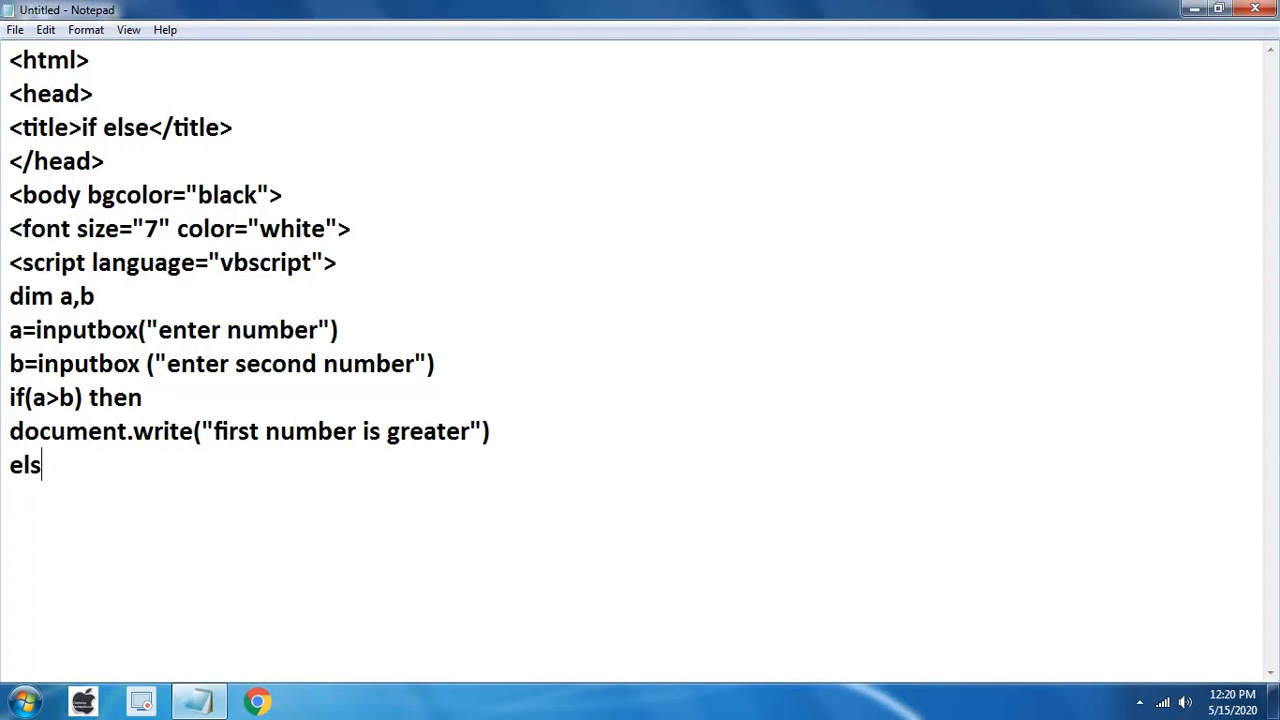 Untitled - Notepad
File Edit Format View Help
<html>
<head>
<title>if else</title>
</head>
<body bgcolor="black">
<font size="7" color="white">
<script language="vbscript">
dim a,b
a=inputbox("enter number")
b=inputbox ("enter second number")
if(a>b) then
document.write("first number is greater")
els
12:20 PM
5/15/2020